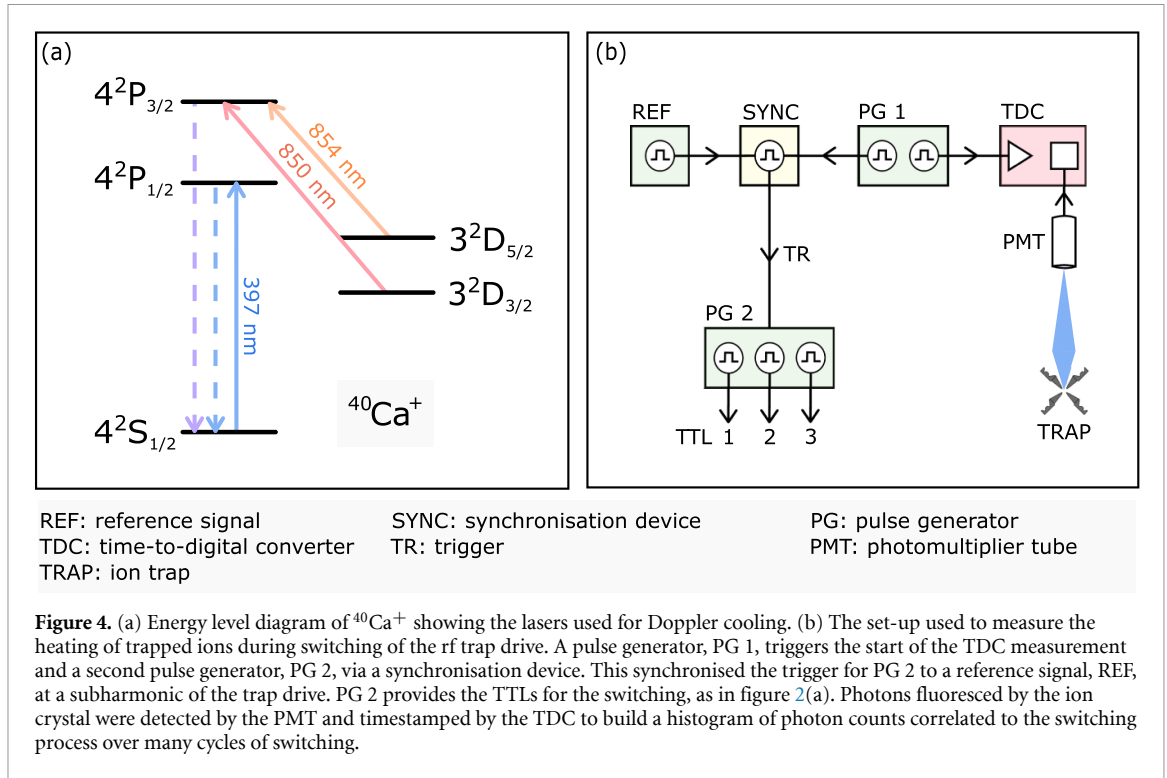 (a)
4²P₃/₂
4²P₁/₂
854 nm
850 nm
3²D₅/₂
3²D₃/₂
397 nm
⁴⁰Ca⁺
4²S₁/₂
(b)
REF SYNC PG 1 TDC
PMT
TR
PG 2
TTL 1 2 3
TRAP
REF: reference signal SYNC: synchronisation device PG: pulse generator
TDC: time-to-digital converter TR: trigger PMT: photomultiplier tube
TRAP: ion trap
Figure 4. (a) Energy level diagram of ⁴⁰Ca⁺ showing the lasers used for Doppler cooling. (b) The set-up used to measure the
heating of trapped ions during switching of the rf trap drive. A pulse generator, PG 1, triggers the start of the TDC measurement
and a second pulse generator, PG 2, via a synchronisation device. This synchronised the trigger for PG 2 to a reference signal, REF,
at a subharmonic of the trap drive. PG 2 provides the TTLs for the switching, as in figure 2(a). Photons fluoresced by the ion
crystal were detected by the PMT and timestamped by the TDC to build a histogram of photon counts correlated to the switching
process over many cycles of switching.